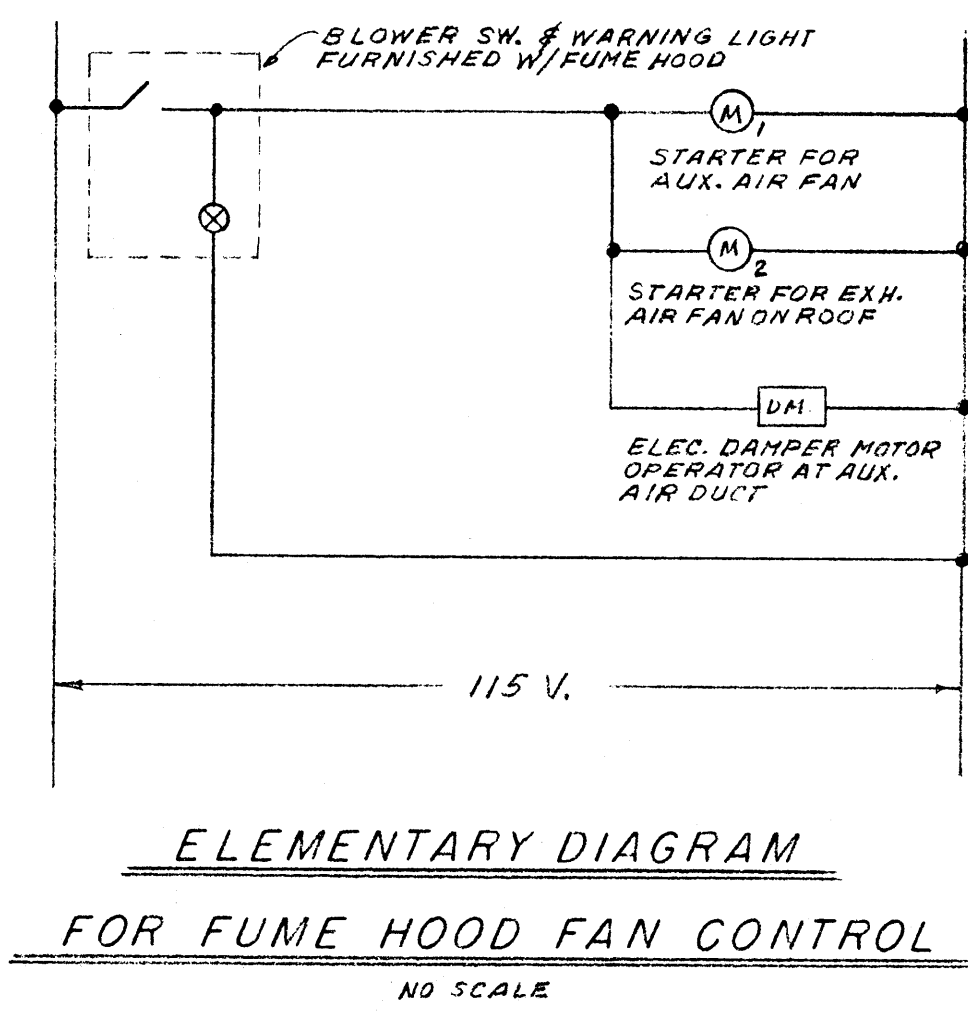 BLOWER SW. & WARNING LIGHT
FURNISHED W/FUME HOOD
M
1
STARTER FOR
AUX. AIR FAN
M
2
STARTER FOR EXH.
AIR FAN ON ROOF
DM.
ELEC. DAMPER MOTOR
OPERATOR AT AUX.
AIR DUCT
115 V.
ELEMENTARY DIAGRAM
FOR FUME HOOD FAN CONTROL
NO SCALE